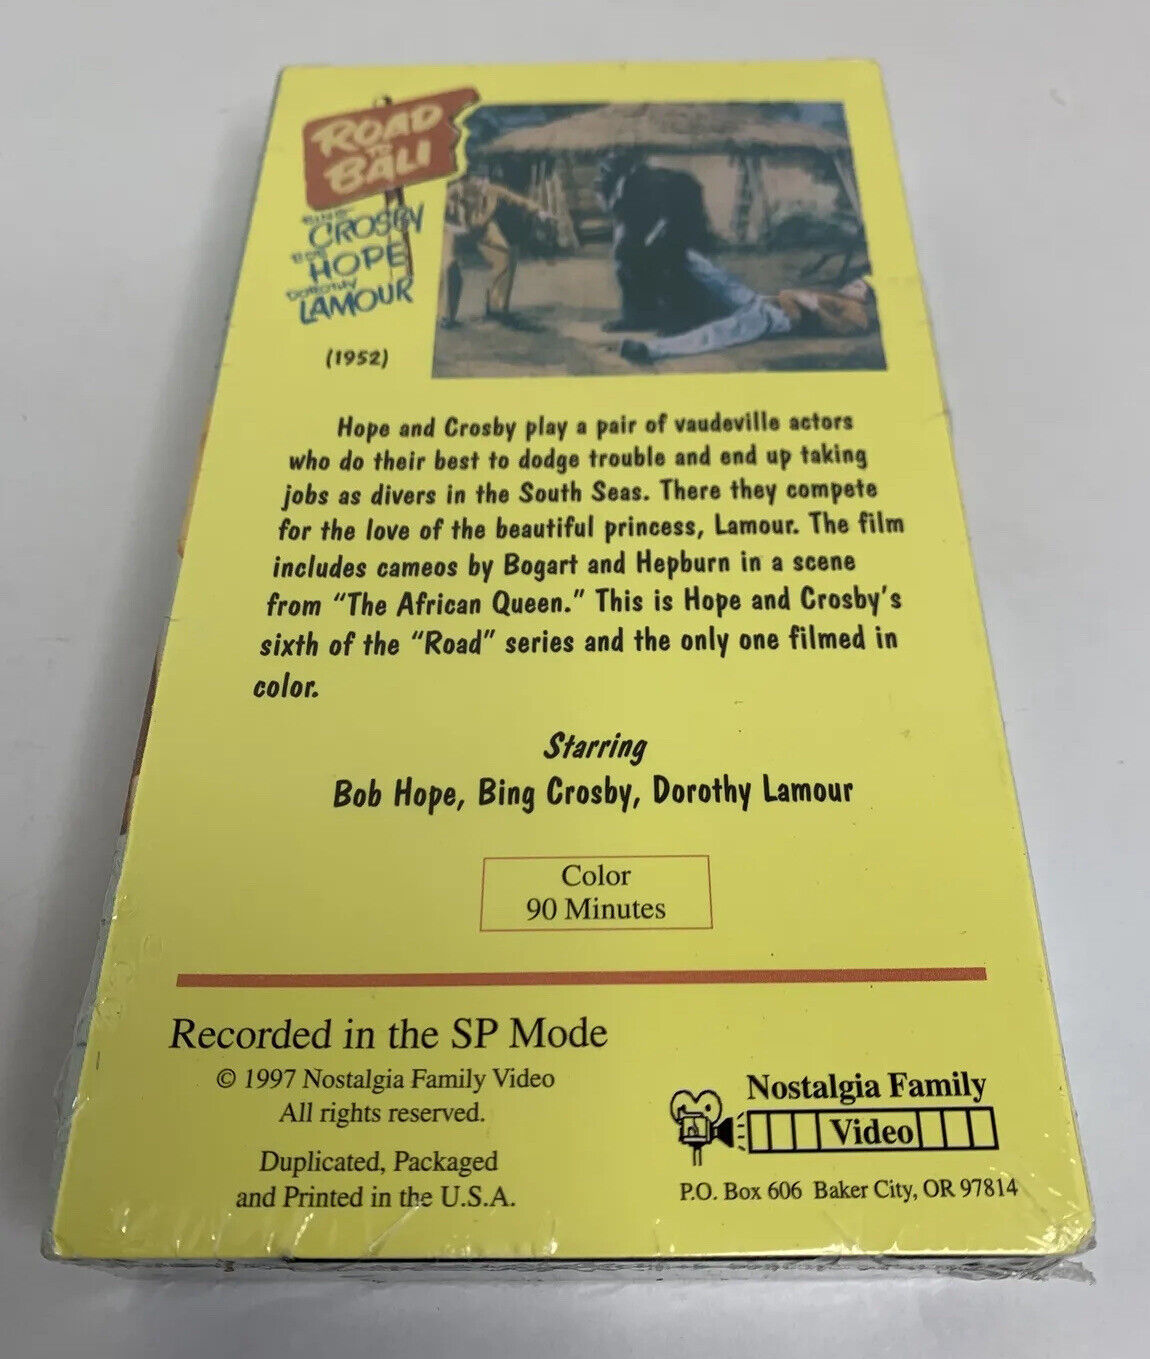 ROAD
TO
BALI
BING
CROSBY
BOB
HOPE
DOROTHY
LAMOUR
(1952)
Hope and Crosby play a pair of vaudeville actors
who do their best to dodge trouble and end up taking
jobs as divers in the South Seas. There they compete
for the love of the beautiful princess, Lamour. The film
includes cameos by Bogart and Hepburn in a scene
from "The African Queen." This is Hope and Crosby's
sixth of the "Road" series and the only one filmed in
color.
Starring
Bob Hope, Bing Crosby, Dorothy Lamour
Color
90 Minutes
Recorded in the SP Mode
© 1997 Nostalgia Family Video
All rights reserved.
Duplicated, Packaged
and Printed in the U.S.A.
Nostalgia Family
Video
P.O. Box 606 Baker City, OR 97814